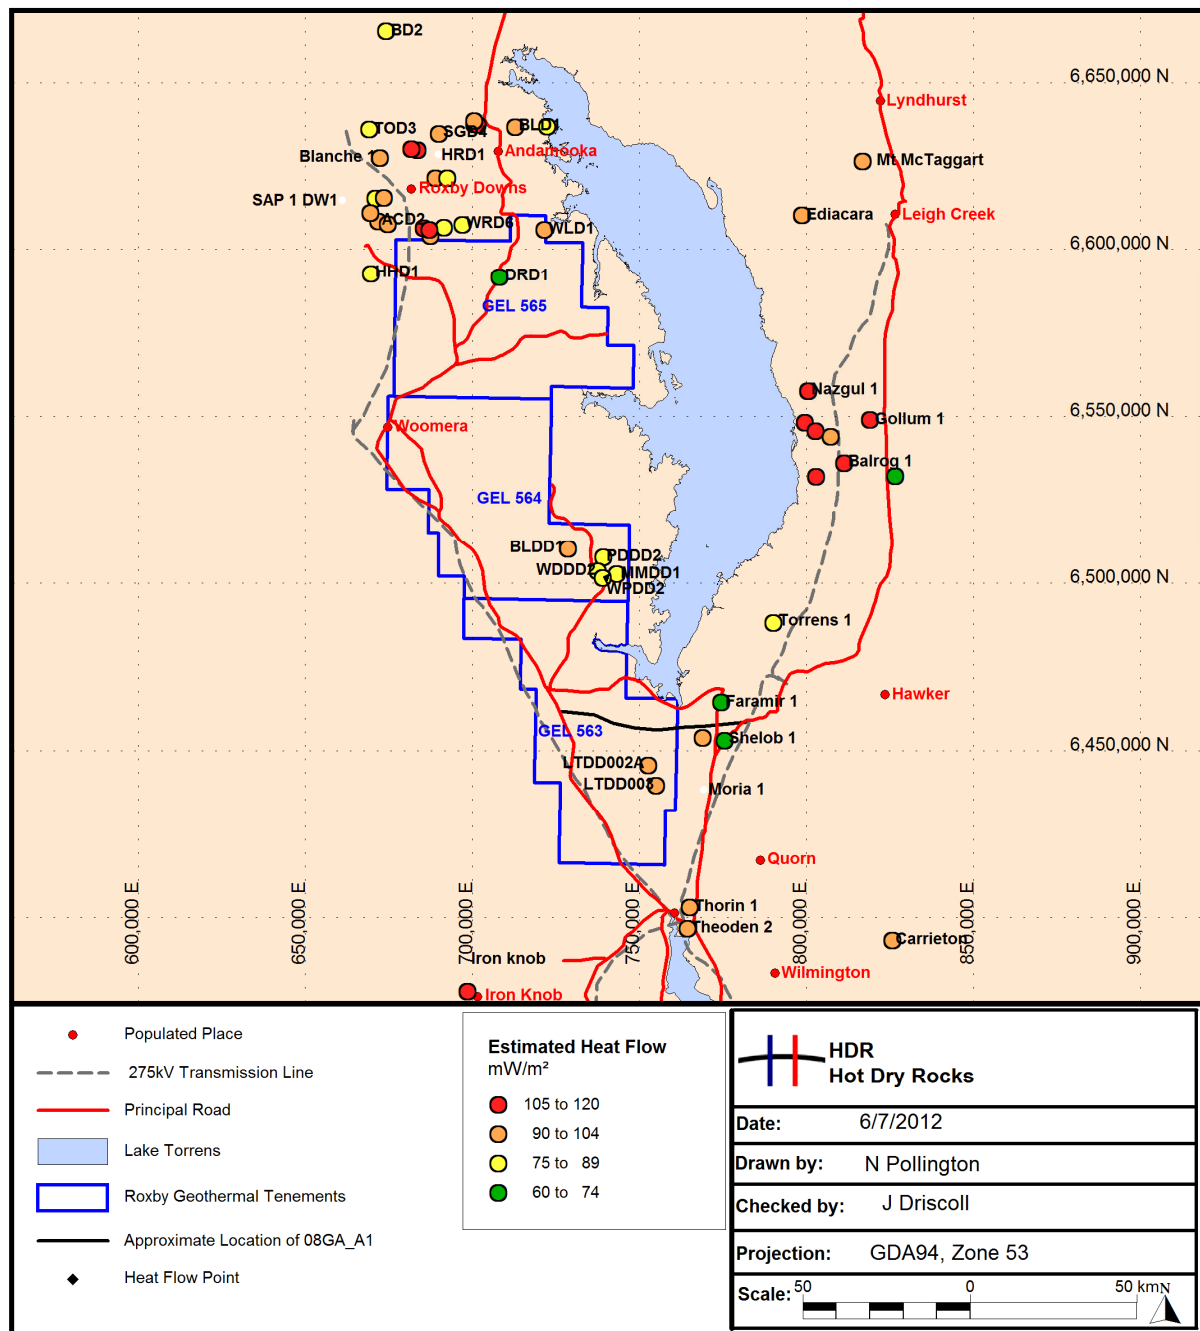 BD2
6,650,000 N
Lyndhurst
TOD3
SGD4
BLD1
Andamooka
Blanche 1
HRD1
Mt McTaggart
Roxby Downs
SAP 1 DW1
ACD2
WRD6
WLD1
Ediacara
Leigh Creek
6,600,000 N
HHD1
DRD1
GEL 565
Nazgul 1
Woomera
Gollum 1
6,550,000 N
Balrog 1
GEL 564
BLDD1
PDDD2
WDDD2
MMDD1
WPDD2
6,500,000 N
Torrens 1
Hawker
Faramir 1
GEL 563
Shelob 1
6,450,000 N
LTDD002A
LTDD003
Moria 1
Quorn
600,000 E
650,000 E
700,000 E
750,000 E
800,000 E
850,000 E
900,000 E
Thorin 1
Theoden 2
Carrieton
Iron knob
Wilmington
Iron Knob
Populated Place
275kV Transmission Line
Principal Road
Lake Torrens
Roxby Geothermal Tenements
Approximate Location of 08GA_A1
Heat Flow Point
Estimated Heat Flow
mW/m²
105 to 120
90 to 104
75 to 89
60 to 74
HDR
Hot Dry Rocks
Date: 6/7/2012
Drawn by: N Pollington
Checked by: J Driscoll
Projection: GDA94, Zone 53
Scale: 50 0 50 km
N